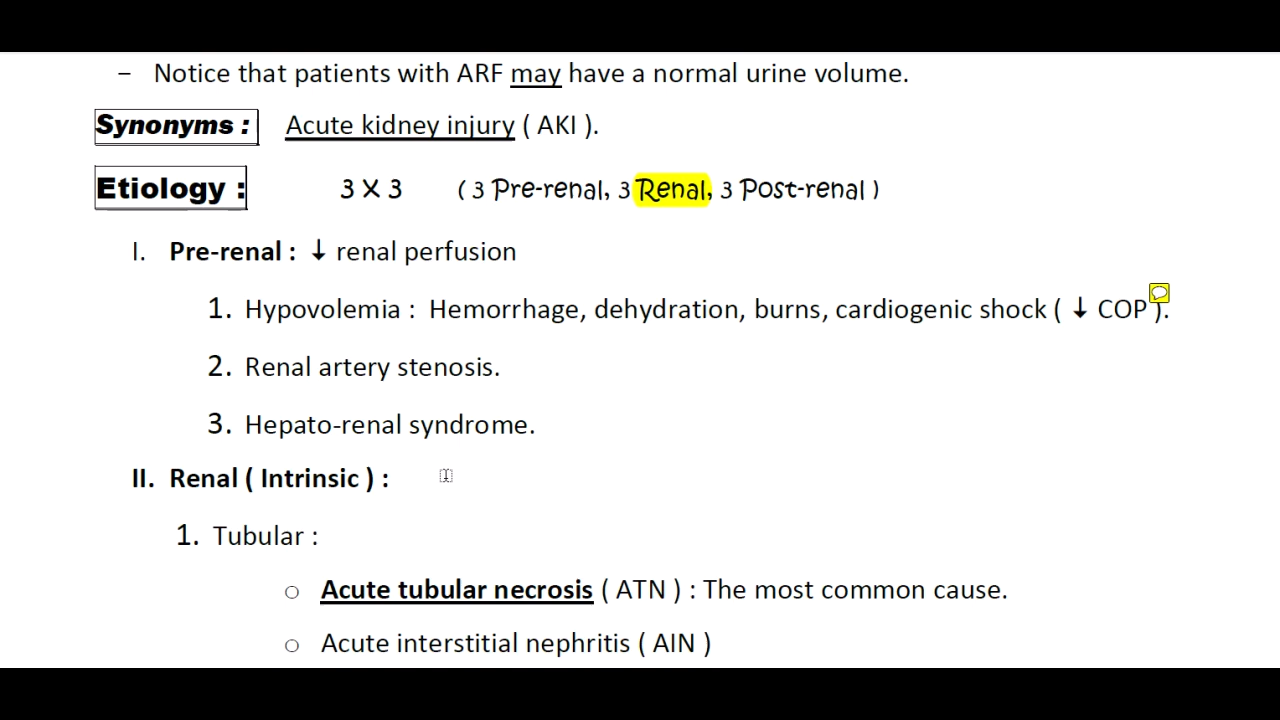 – Notice that patients with ARF may have a normal urine volume.
Synonyms : Acute kidney injury ( AKI ).
Etiology : 3 X 3 ( 3 Pre-renal, 3 Renal, 3 Post-renal )
I. Pre-renal : ↓ renal perfusion
1. Hypovolemia : Hemorrhage, dehydration, burns, cardiogenic shock ( ↓ COP ).
2. Renal artery stenosis.
3. Hepato-renal syndrome.
II. Renal ( Intrinsic ) :
1. Tubular :
○ Acute tubular necrosis ( ATN ) : The most common cause.
○ Acute interstitial nephritis ( AIN )